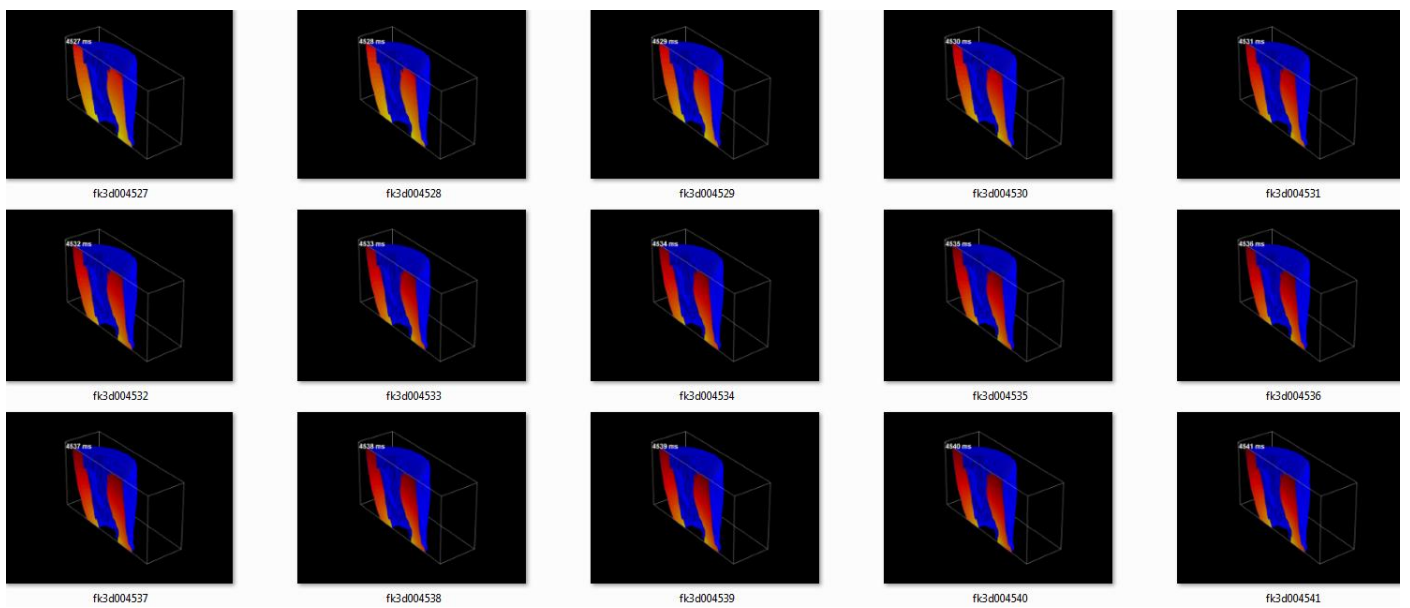 4527 ms
4528 ms
4529 ms
4530 ms
4531 ms
fk3d004527
fk3d004528
fk3d004529
fk3d004530
fk3d004531
4532 ms
4533 ms
4534 ms
4535 ms
4536 ms
fk3d004532
fk3d004533
fk3d004534
fk3d004535
fk3d004536
4537 ms
4538 ms
4539 ms
4540 ms
4541 ms
fk3d004537
fk3d004538
fk3d004539
fk3d004540
fk3d004541